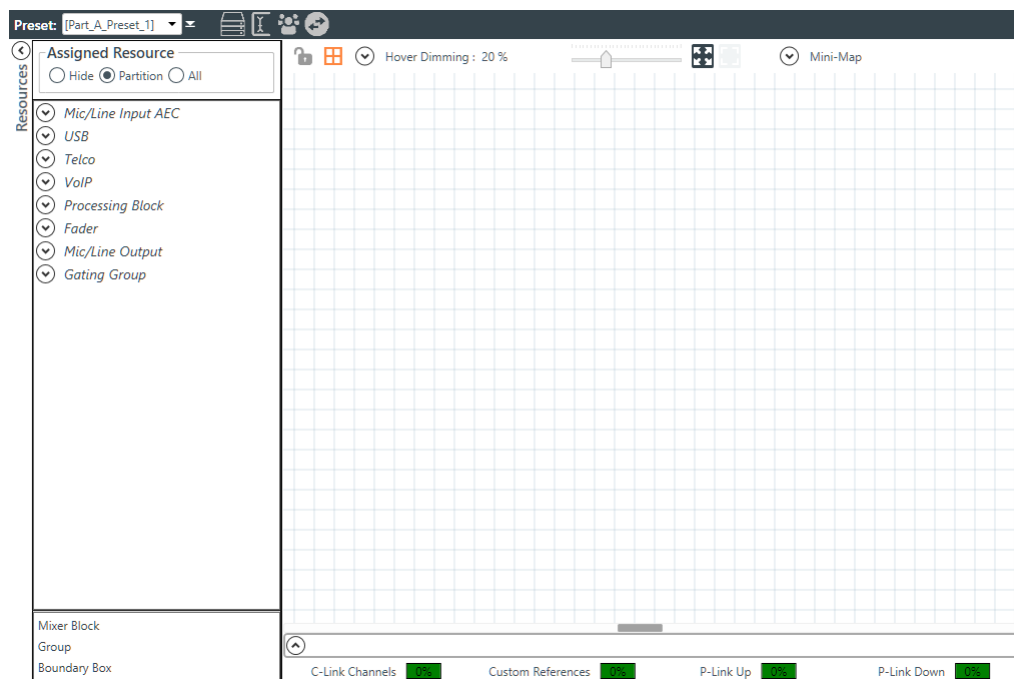 Preset: [Part_A_Preset_1]
Resources
Assigned Resource
Hide Partition All
Hover Dimming : 20 %
Mini-Map
Mic/Line Input AEC
USB
Telco
VoIP
Processing Block
Fader
Mic/Line Output
Gating Group
Mixer Block
Group
Boundary Box
C-Link Channels 0% Custom References 0% P-Link Up 0% P-Link Down 0%